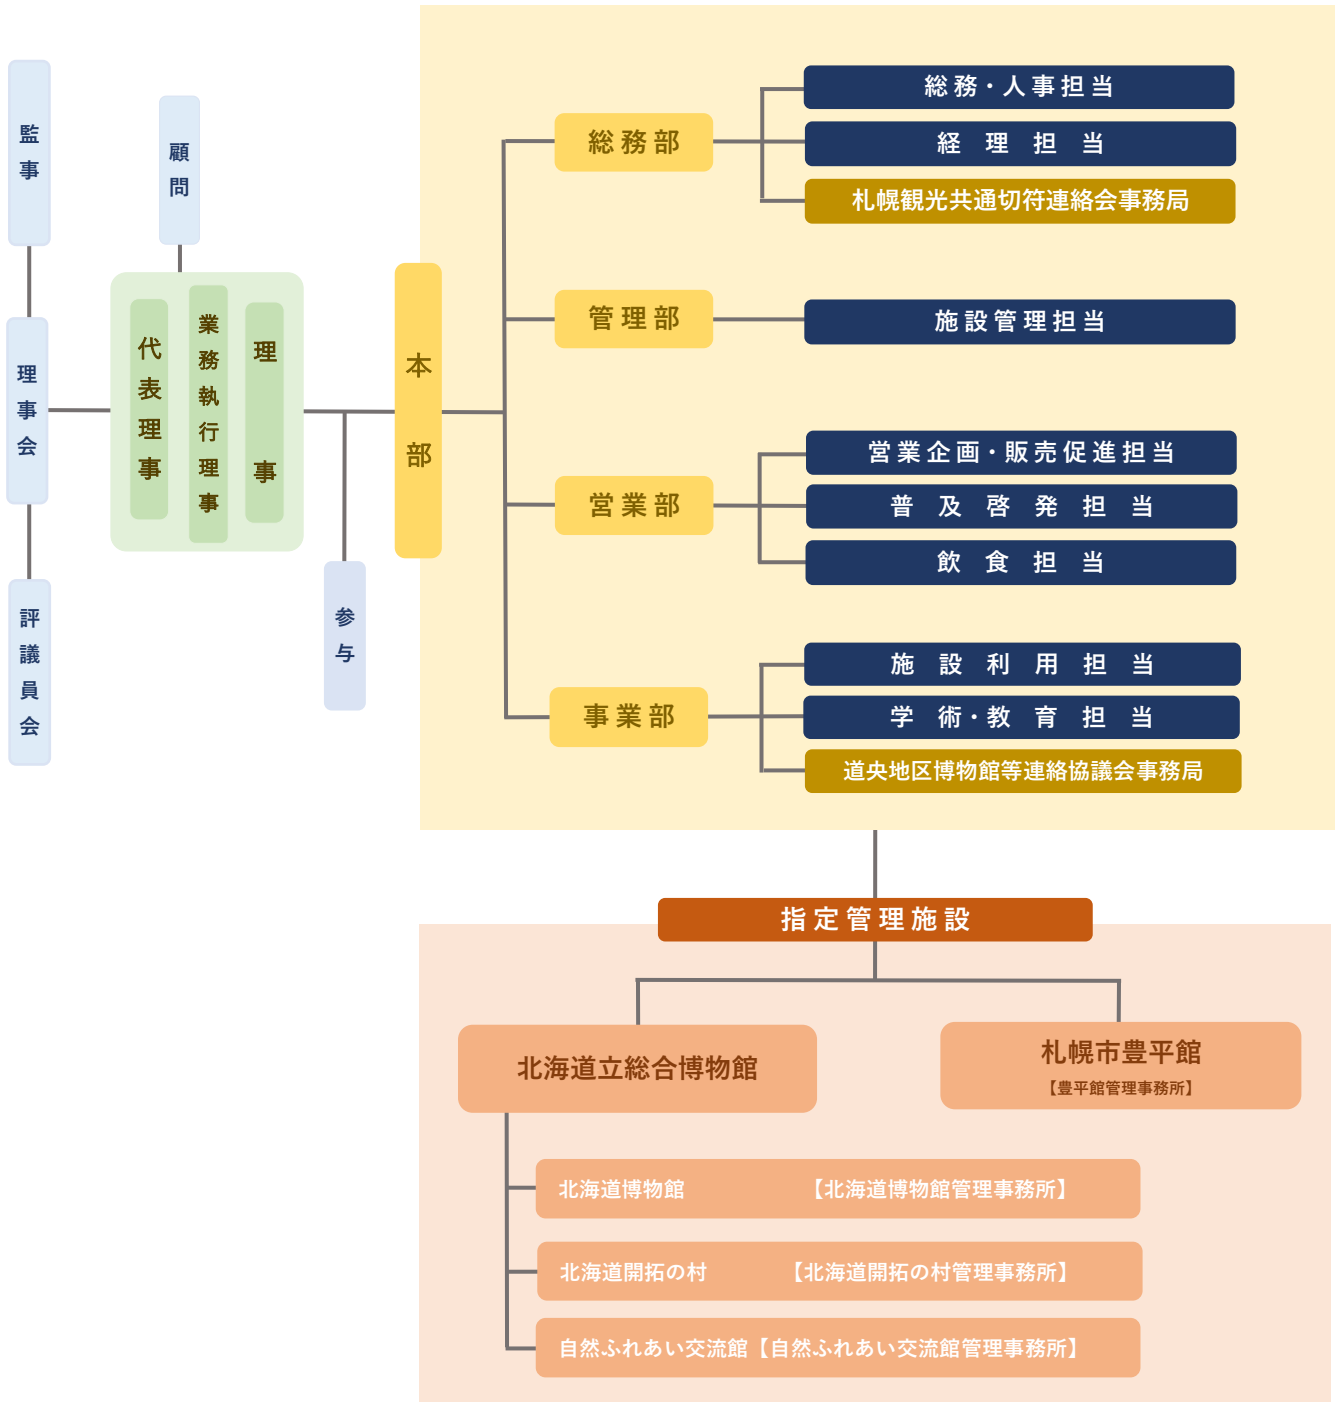 監事
顧問
理事会
代表理事
業務執行理事
理事
評議員会
参与
本部
総務部
総務・人事担当
経理担当
札幌観光共通切符連絡会事務局
管理部
施設管理担当
営業部
営業企画・販売促進担当
普及啓発担当
飲食担当
事業部
施設利用担当
学術・教育担当
道央地区博物館等連絡協議会事務局
指定管理施設
北海道立総合博物館
札幌市豊平館
【豊平館管理事務所】
北海道博物館 【北海道博物館管理事務所】
北海道開拓の村 【北海道開拓の村管理事務所】
自然ふれあい交流館【自然ふれあい交流館管理事務所】